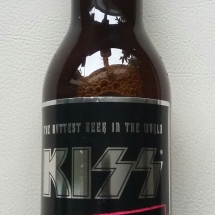 THE HOTTEST BEER IN THE WORLD
KISS